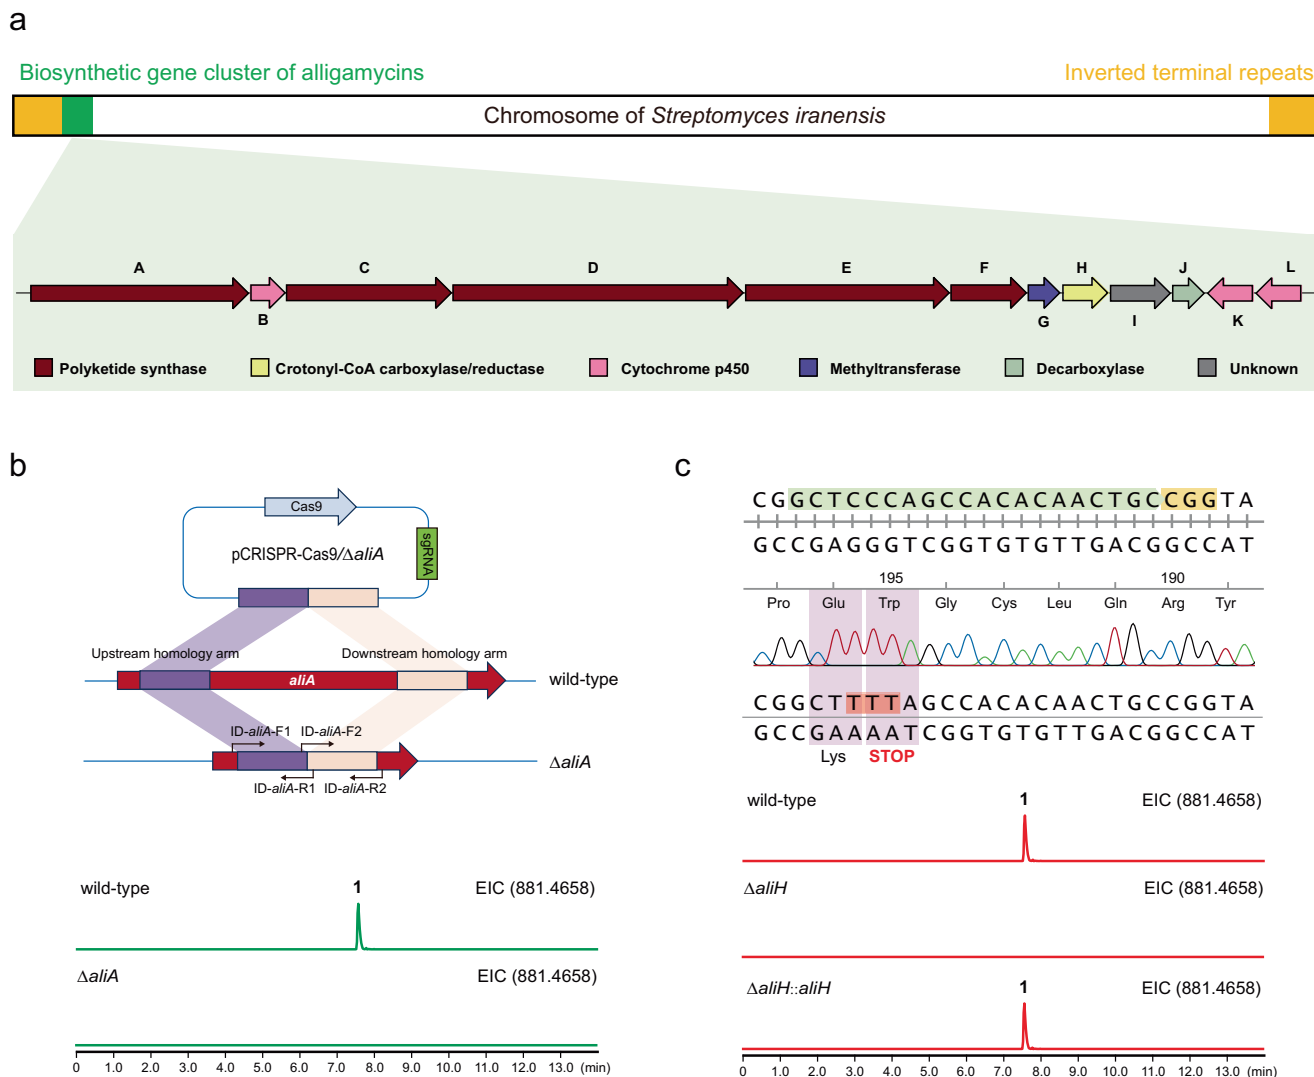 a
Biosynthetic gene cluster of alligamycins
Inverted terminal repeats
Chromosome of Streptomyces iranensis
A
C
D
E
F
H
J
L
B
G
I
K
Polyketide synthase
Crotonyl-CoA carboxylase/reductase
Cytochrome p450
Methyltransferase
Decarboxylase
Unknown
b
Cas9
pCRISPR-Cas9/ΔaliA
sgRNA
Upstream homology arm
Downstream homology arm
aliA
wild-type
ID-aliA-F1
ID-aliA-F2
ΔaliA
ID-aliA-R1
ID-aliA-R2
wild-type
1
EIC (881.4658)
ΔaliA
EIC (881.4658)
0 1.0 2.0 3.0 4.0 5.0 6.0 7.0 8.0 9.0 10.0 11.0 12.0 13.0 (min)
c
CGGCTCCCAGCCACACAACTGCCGGTA
GCCGAGGGTCGGTGTGTTGACGGCCAT
195
190
Pro Glu Trp Gly Cys Leu Gln Arg Tyr
CGGCTTTTTAGCCACACAACTGCCGGTA
GCCGAAAATCGGTGTGTTGACGGCCAT
Lys
STOP
wild-type
1
EIC (881.4658)
ΔaliH
EIC (881.4658)
ΔaliH::aliH
1
EIC (881.4658)
0 1.0 2.0 3.0 4.0 5.0 6.0 7.0 8.0 9.0 10.0 11.0 12.0 13.0 (min)